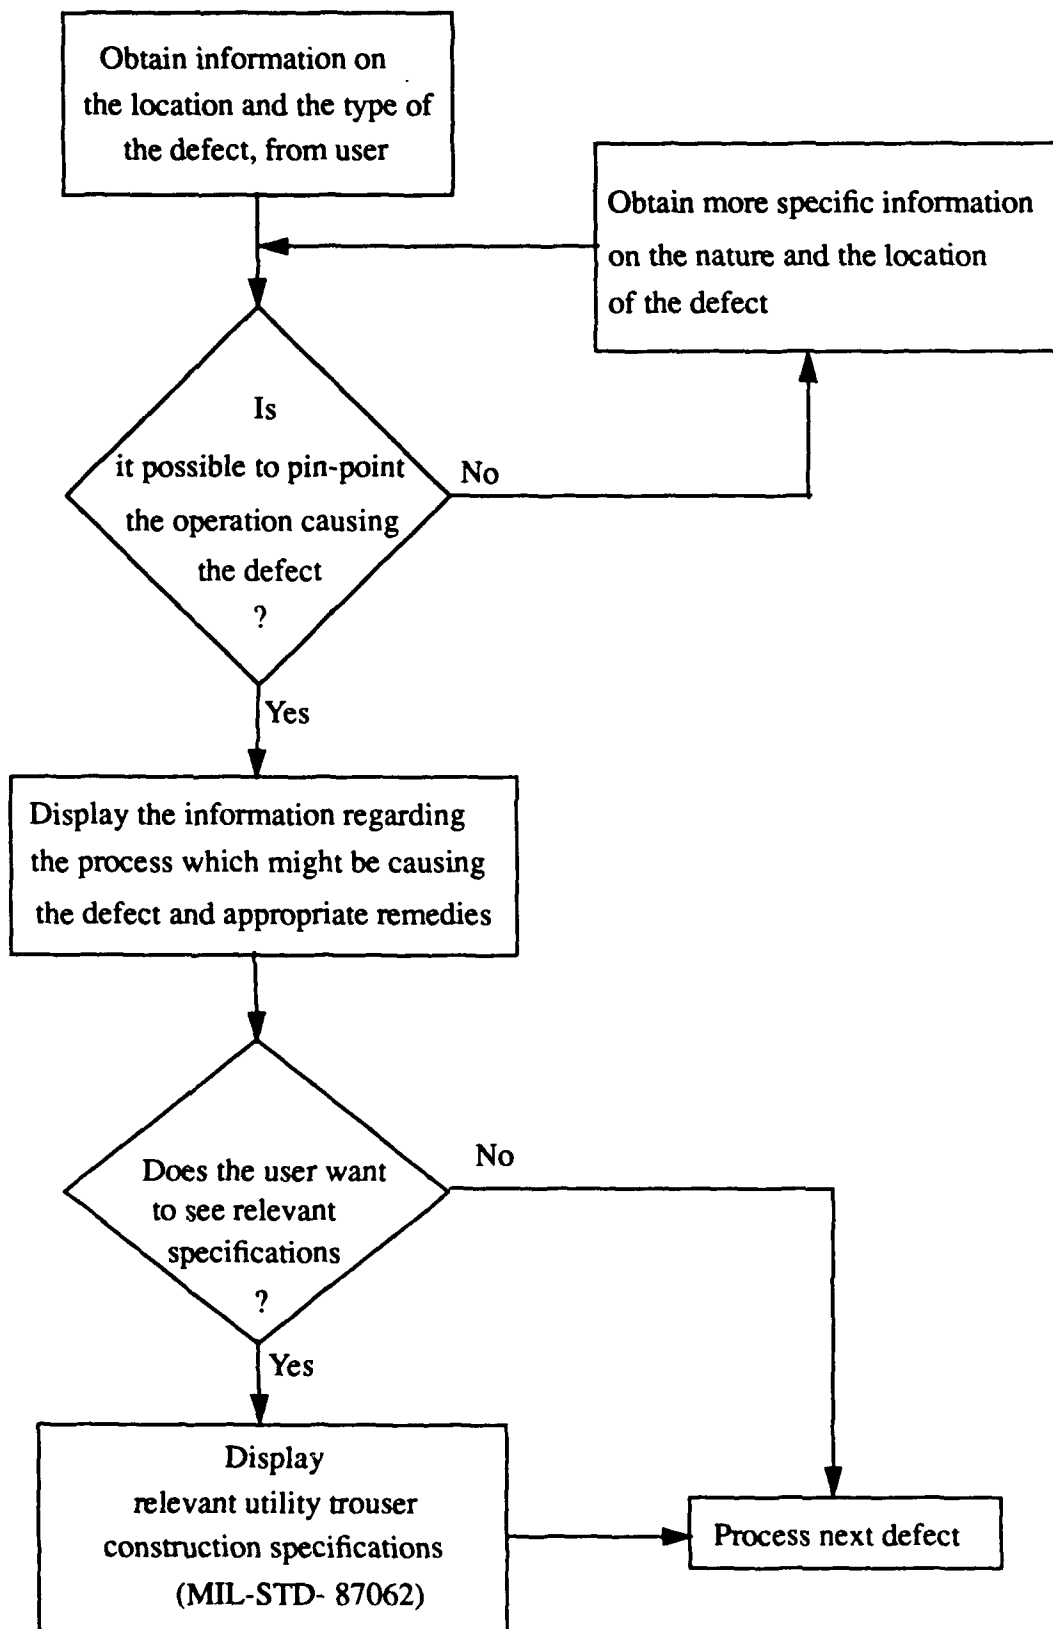 Obtain information on
the location and the type of
the defect, from user
Obtain more specific information
on the nature and the location
of the defect
Is
it possible to pin-point
the operation causing
the defect
?
No
Yes
Display the information regarding
the process which might be causing
the defect and appropriate remedies
Does the user want
to see relevant
specifications
?
No
Yes
Display
relevant utility trouser
construction specifications
(MIL-STD- 87062)
Process next defect